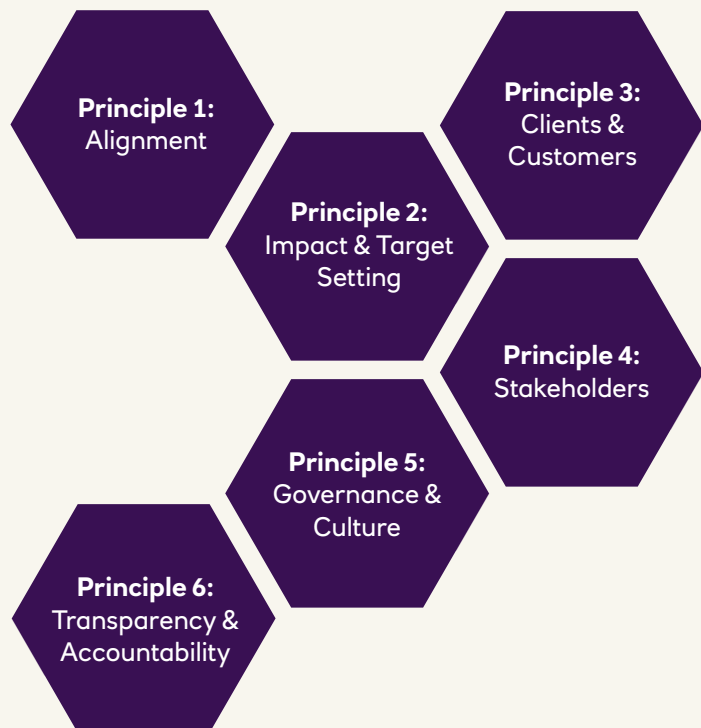 Principle 1:
Alignment
Principle 2:
Impact & Target
Setting
Principle 3:
Clients &
Customers
Principle 4:
Stakeholders
Principle 5:
Governance &
Culture
Principle 6:
Transparency &
Accountability